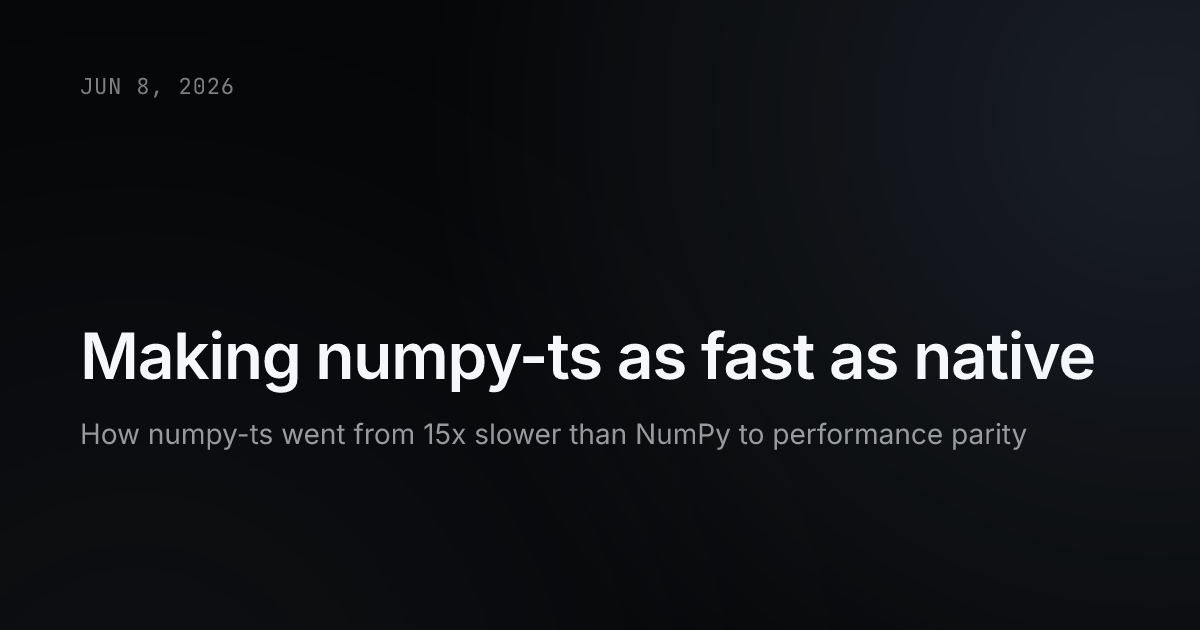 JUN 8, 2026
Making numpy-ts as fast as native
How numpy-ts went from 15x slower than NumPy to performance parity